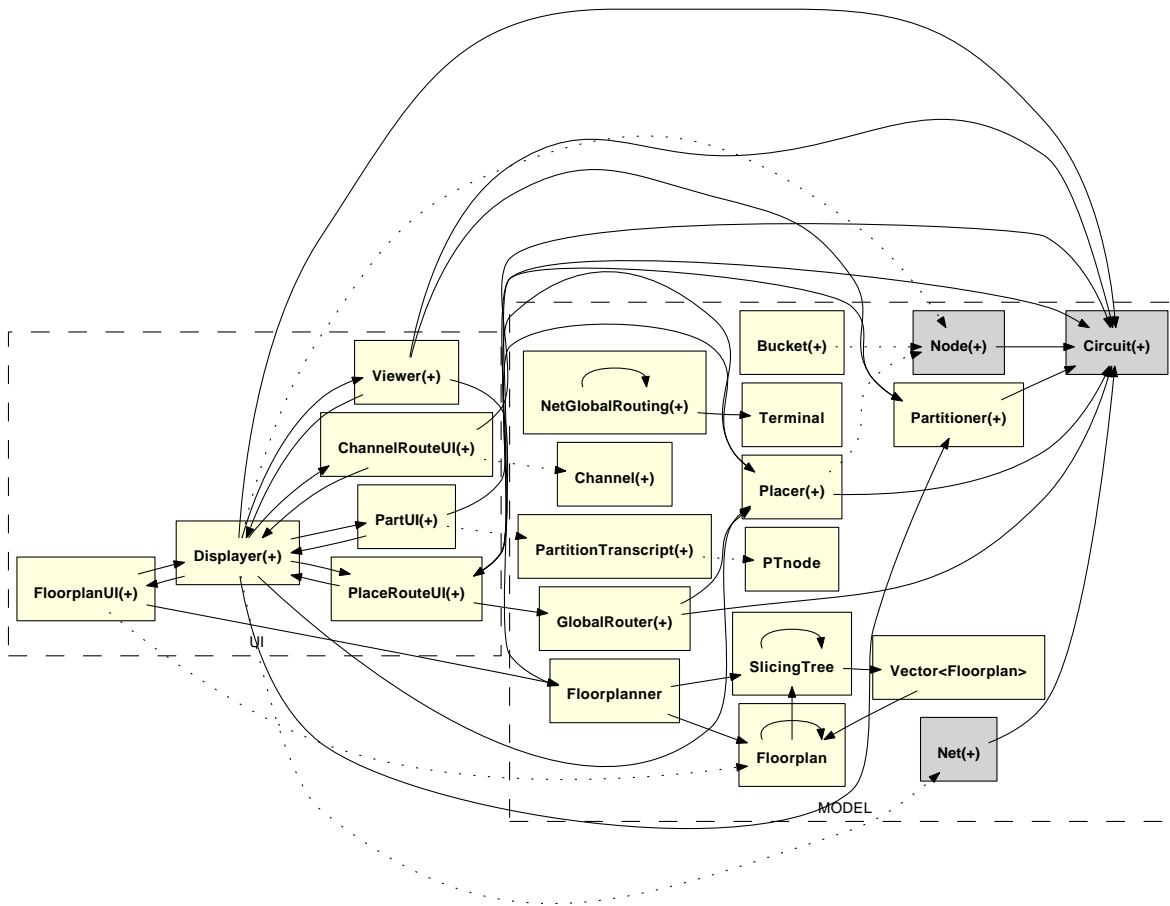 Viewer(+)
ChannelRouteUI(+)
PartUI(+)
Displayer(+)
FloorplanUI(+)
PlaceRouteUI(+)
UI
Bucket(+)
Node(+)
Circuit(+)
NetGlobalRouting(+)
Terminal
Partitioner(+)
Channel(+)
Placer(+)
PartitionTranscript(+)
PTnode
GlobalRouter(+)
SlicingTree
Vector<Floorplan>
Floorplanner
Floorplan
Net(+)
MODEL